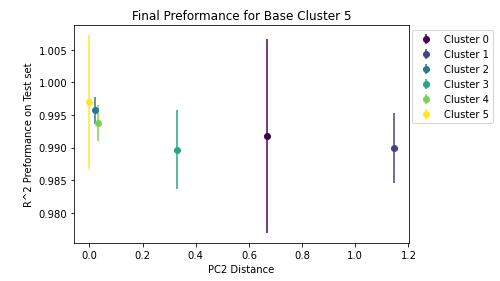 Final Preformance for Base Cluster 5
R^2 Preformance on Test set
1.005
1.000
0.995
0.990
0.985
0.980
0.0 0.2 0.4 0.6 0.8 1.0 1.2
PC2 Distance
Cluster 0
Cluster 1
Cluster 2
Cluster 3
Cluster 4
Cluster 5